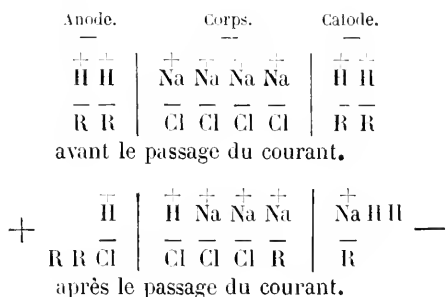 Anode. Corps. Catode.
— — —
+ + | + + + + | + +
H H | Na Na Na Na | H H
— — | — — — — | — —
R R | Cl Cl Cl Cl | R R
avant le passage du courant.
+ | + + + + | +
H | H Na Na Na | Na H H
+ — | — — — — | — —
R R Cl | Cl Cl Cl R | R
après le passage du courant.